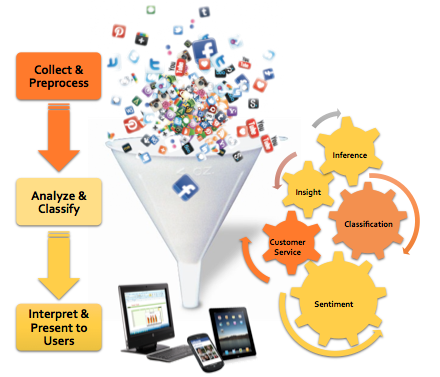 Collect &
Preprocess
Analyze &
Classify
Interpret &
Present to
Users
Inference
Insight
Classification
Customer
Service
Sentiment